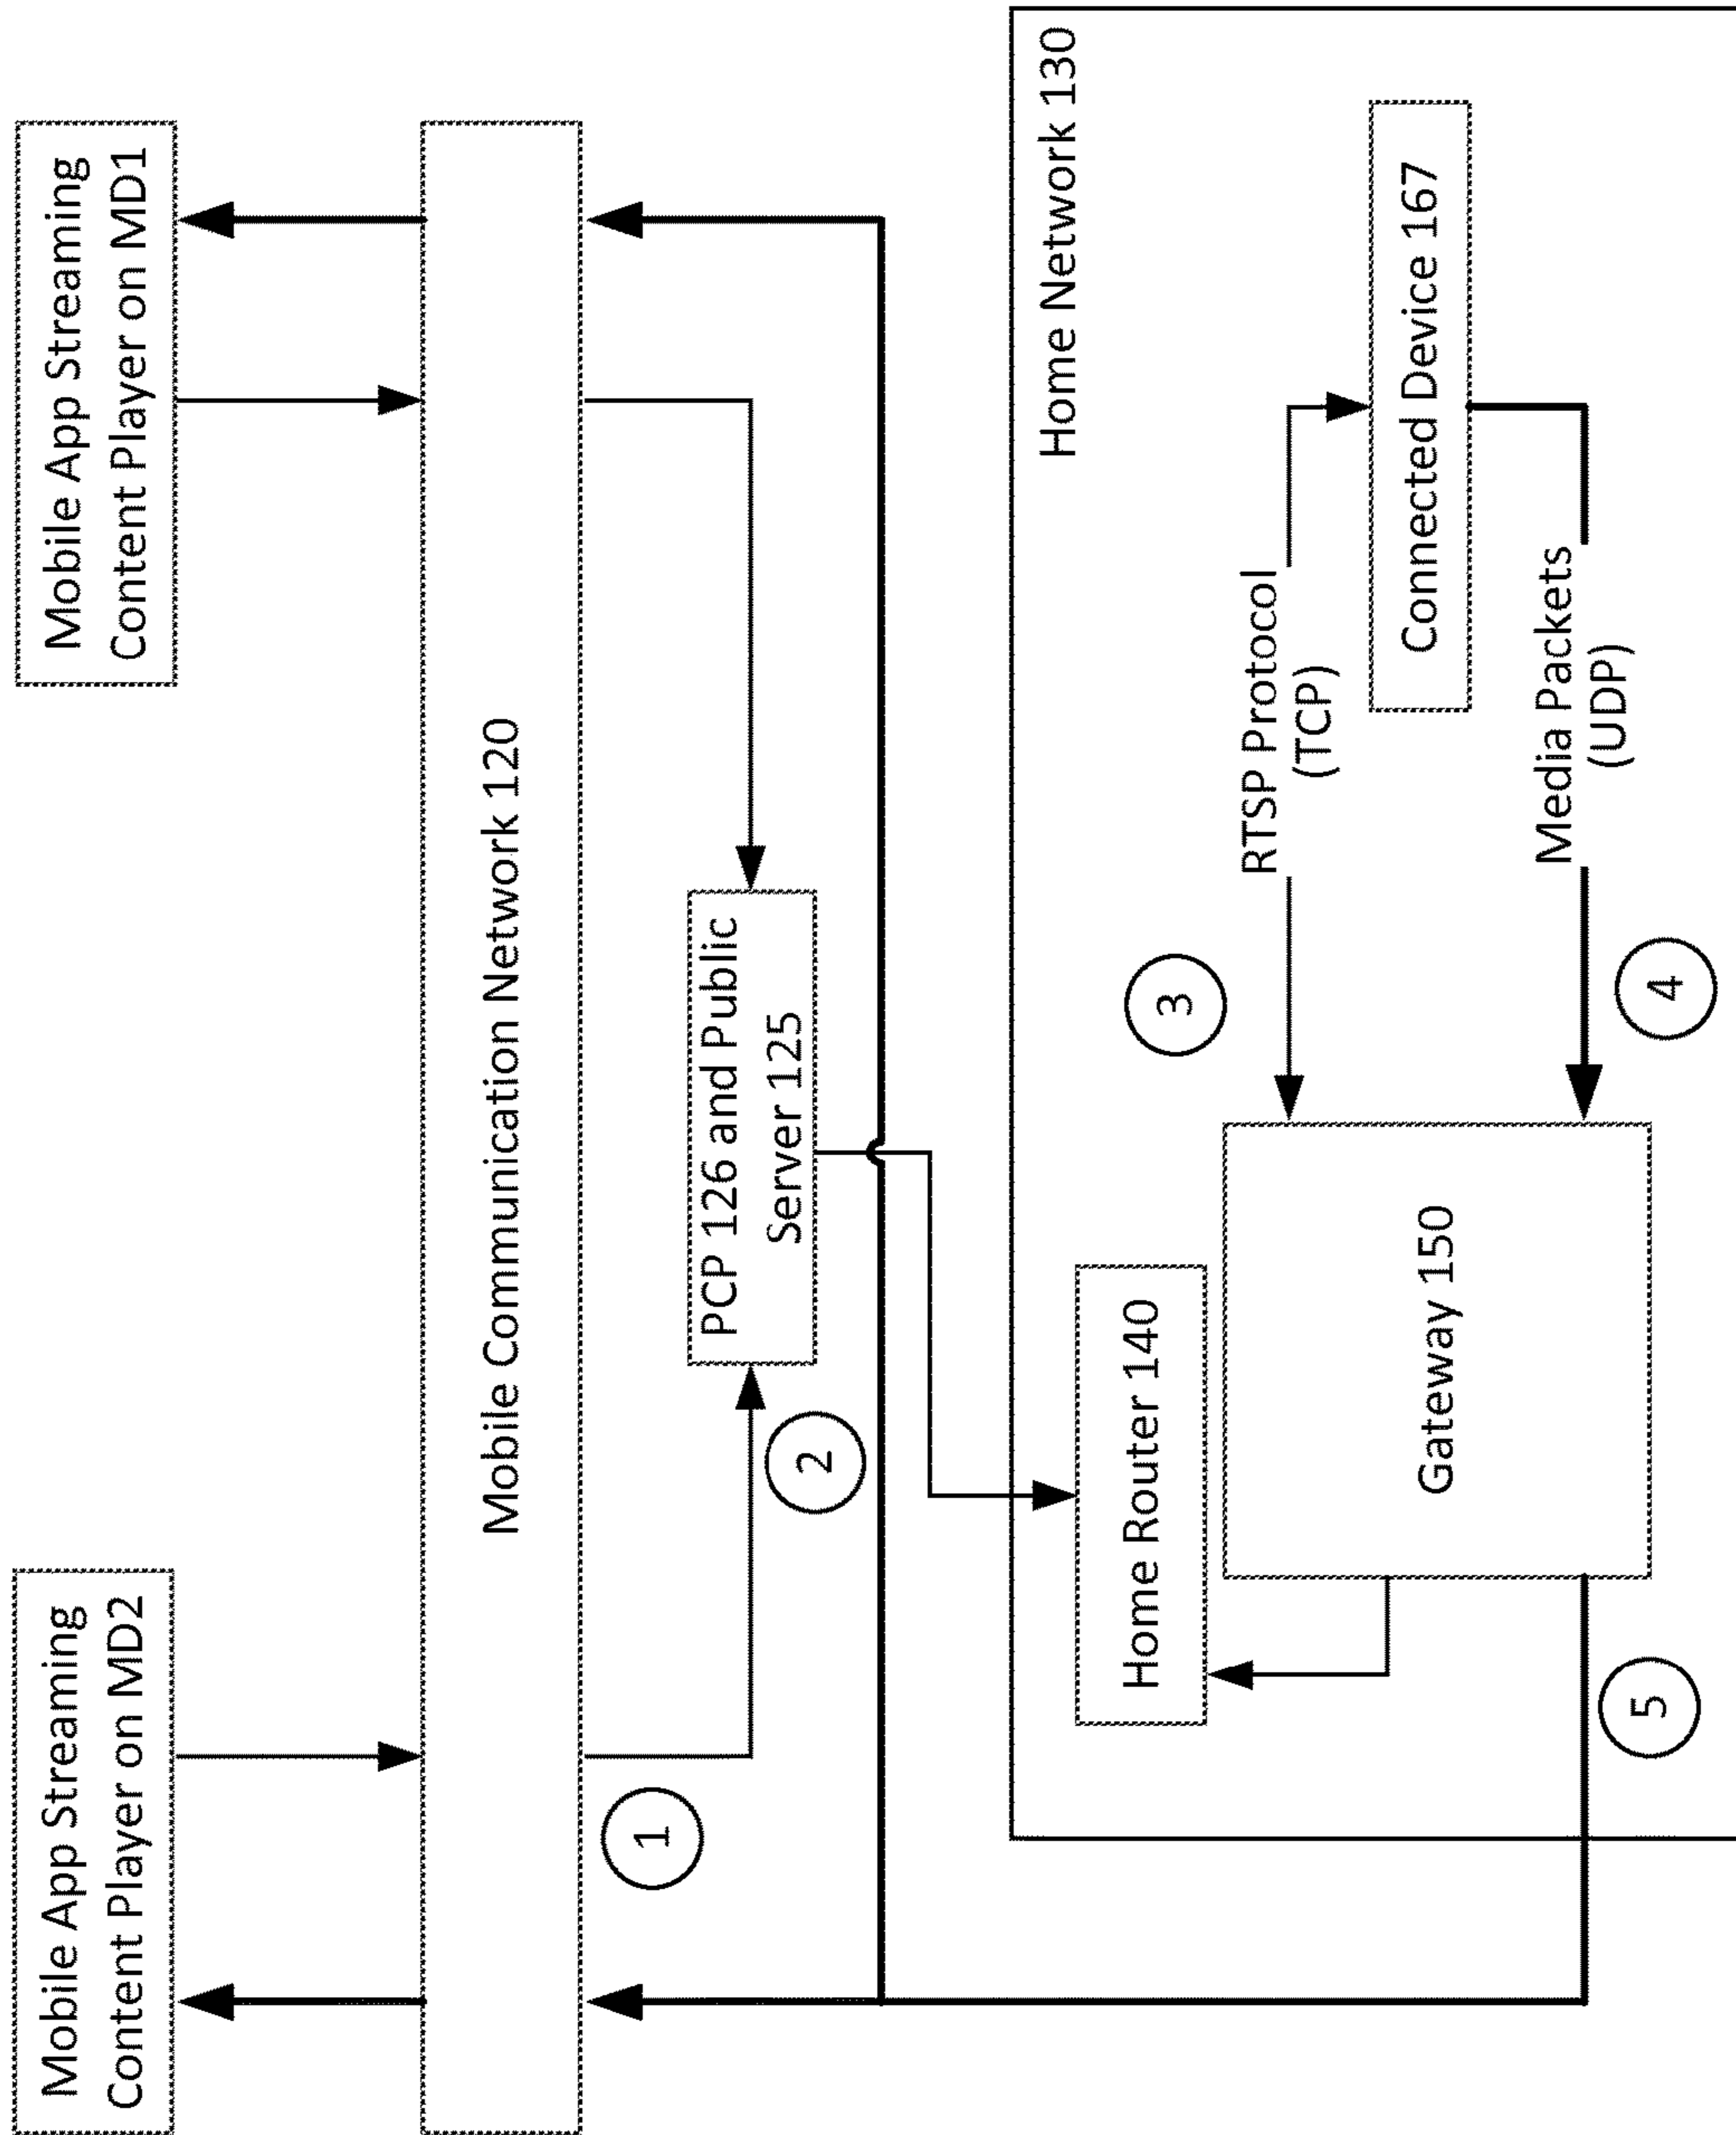 Mobile App Streaming
Content Player on MD2
Mobile App Streaming
Content Player on MD1
Mobile Communication Network 120
1
PCP 126 and Public
Server 125
2
Home Network 130
Home Router 140
3
RTSP Protocol
(TCP)
Connected Device 167
Gateway 150
Media Packets
(UDP)
4
5